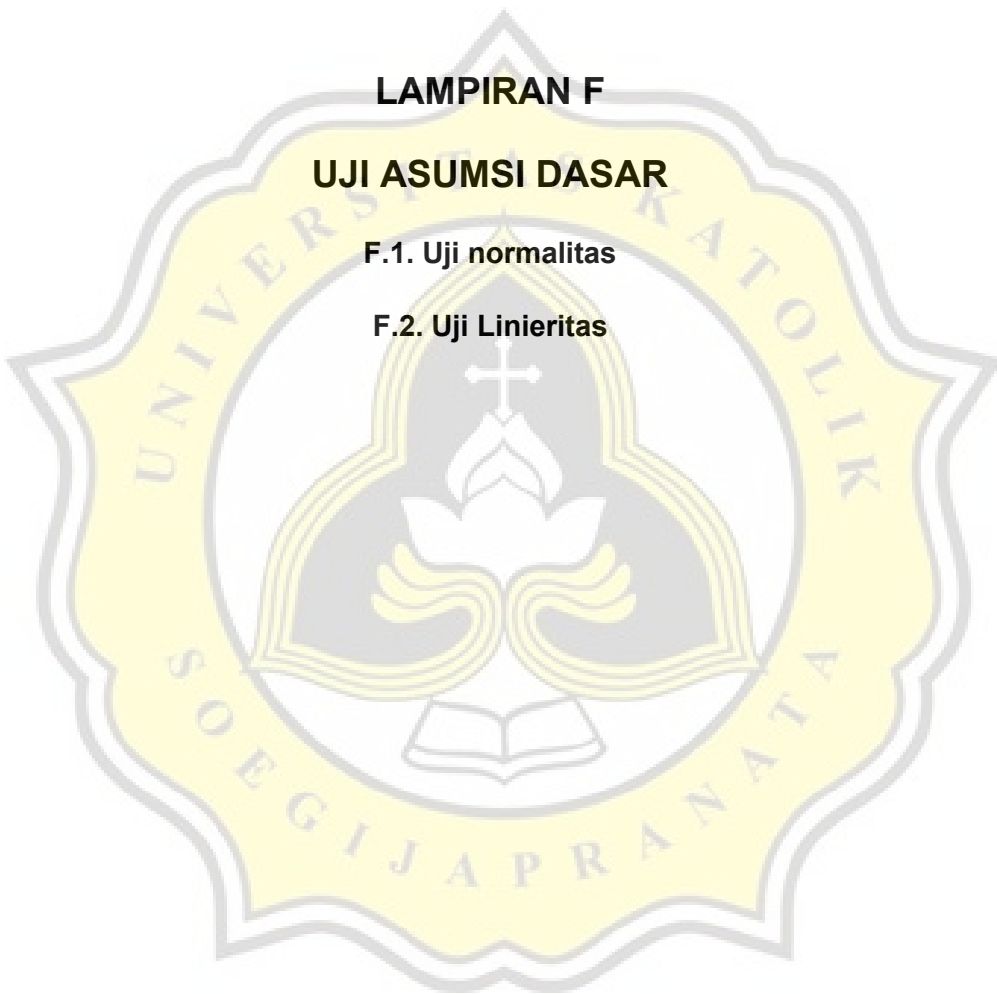 LAMPIRAN F
UJI ASUMSI DASAR
F.1. Uji normalitas
F.2. Uji Linieritas
UNIVERSITAS KATOLIK
SOEGIJAPRANATA